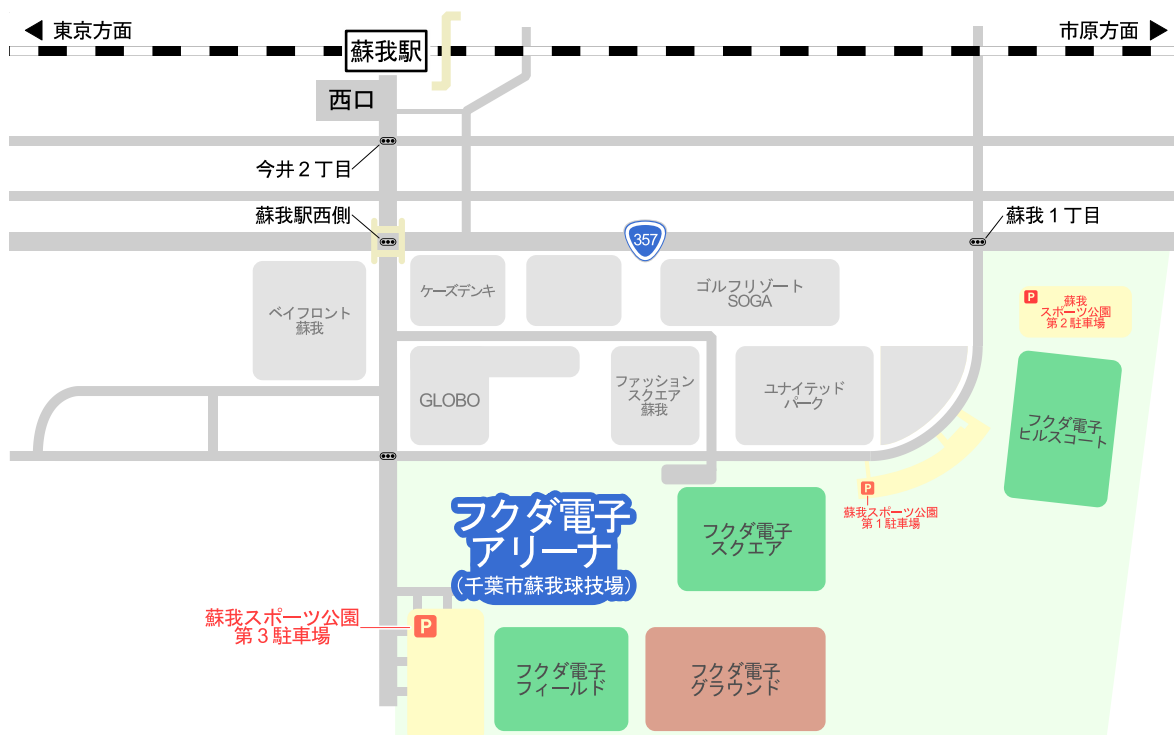 東京方面
市原方面
蘇我駅
西口
今井2丁目
蘇我駅西側
蘇我1丁目
357
ベイフロント
蘇我
ケーズデンキ
ゴルフリゾート
SOGA
P
蘇我
スポーツ公園
第2駐車場
GLOBO
ファッション
スクエア
蘇我
ユナイテッド
パーク
フクダ電子
ヒルスコート
P
蘇我スポーツ公園
第1駐車場
フクダ電子
アリーナ
(千葉市蘇我球技場)
フクダ電子
スクエア
蘇我スポーツ公園
第3駐車場
P
フクダ電子
フィールド
フクダ電子
グラウンド